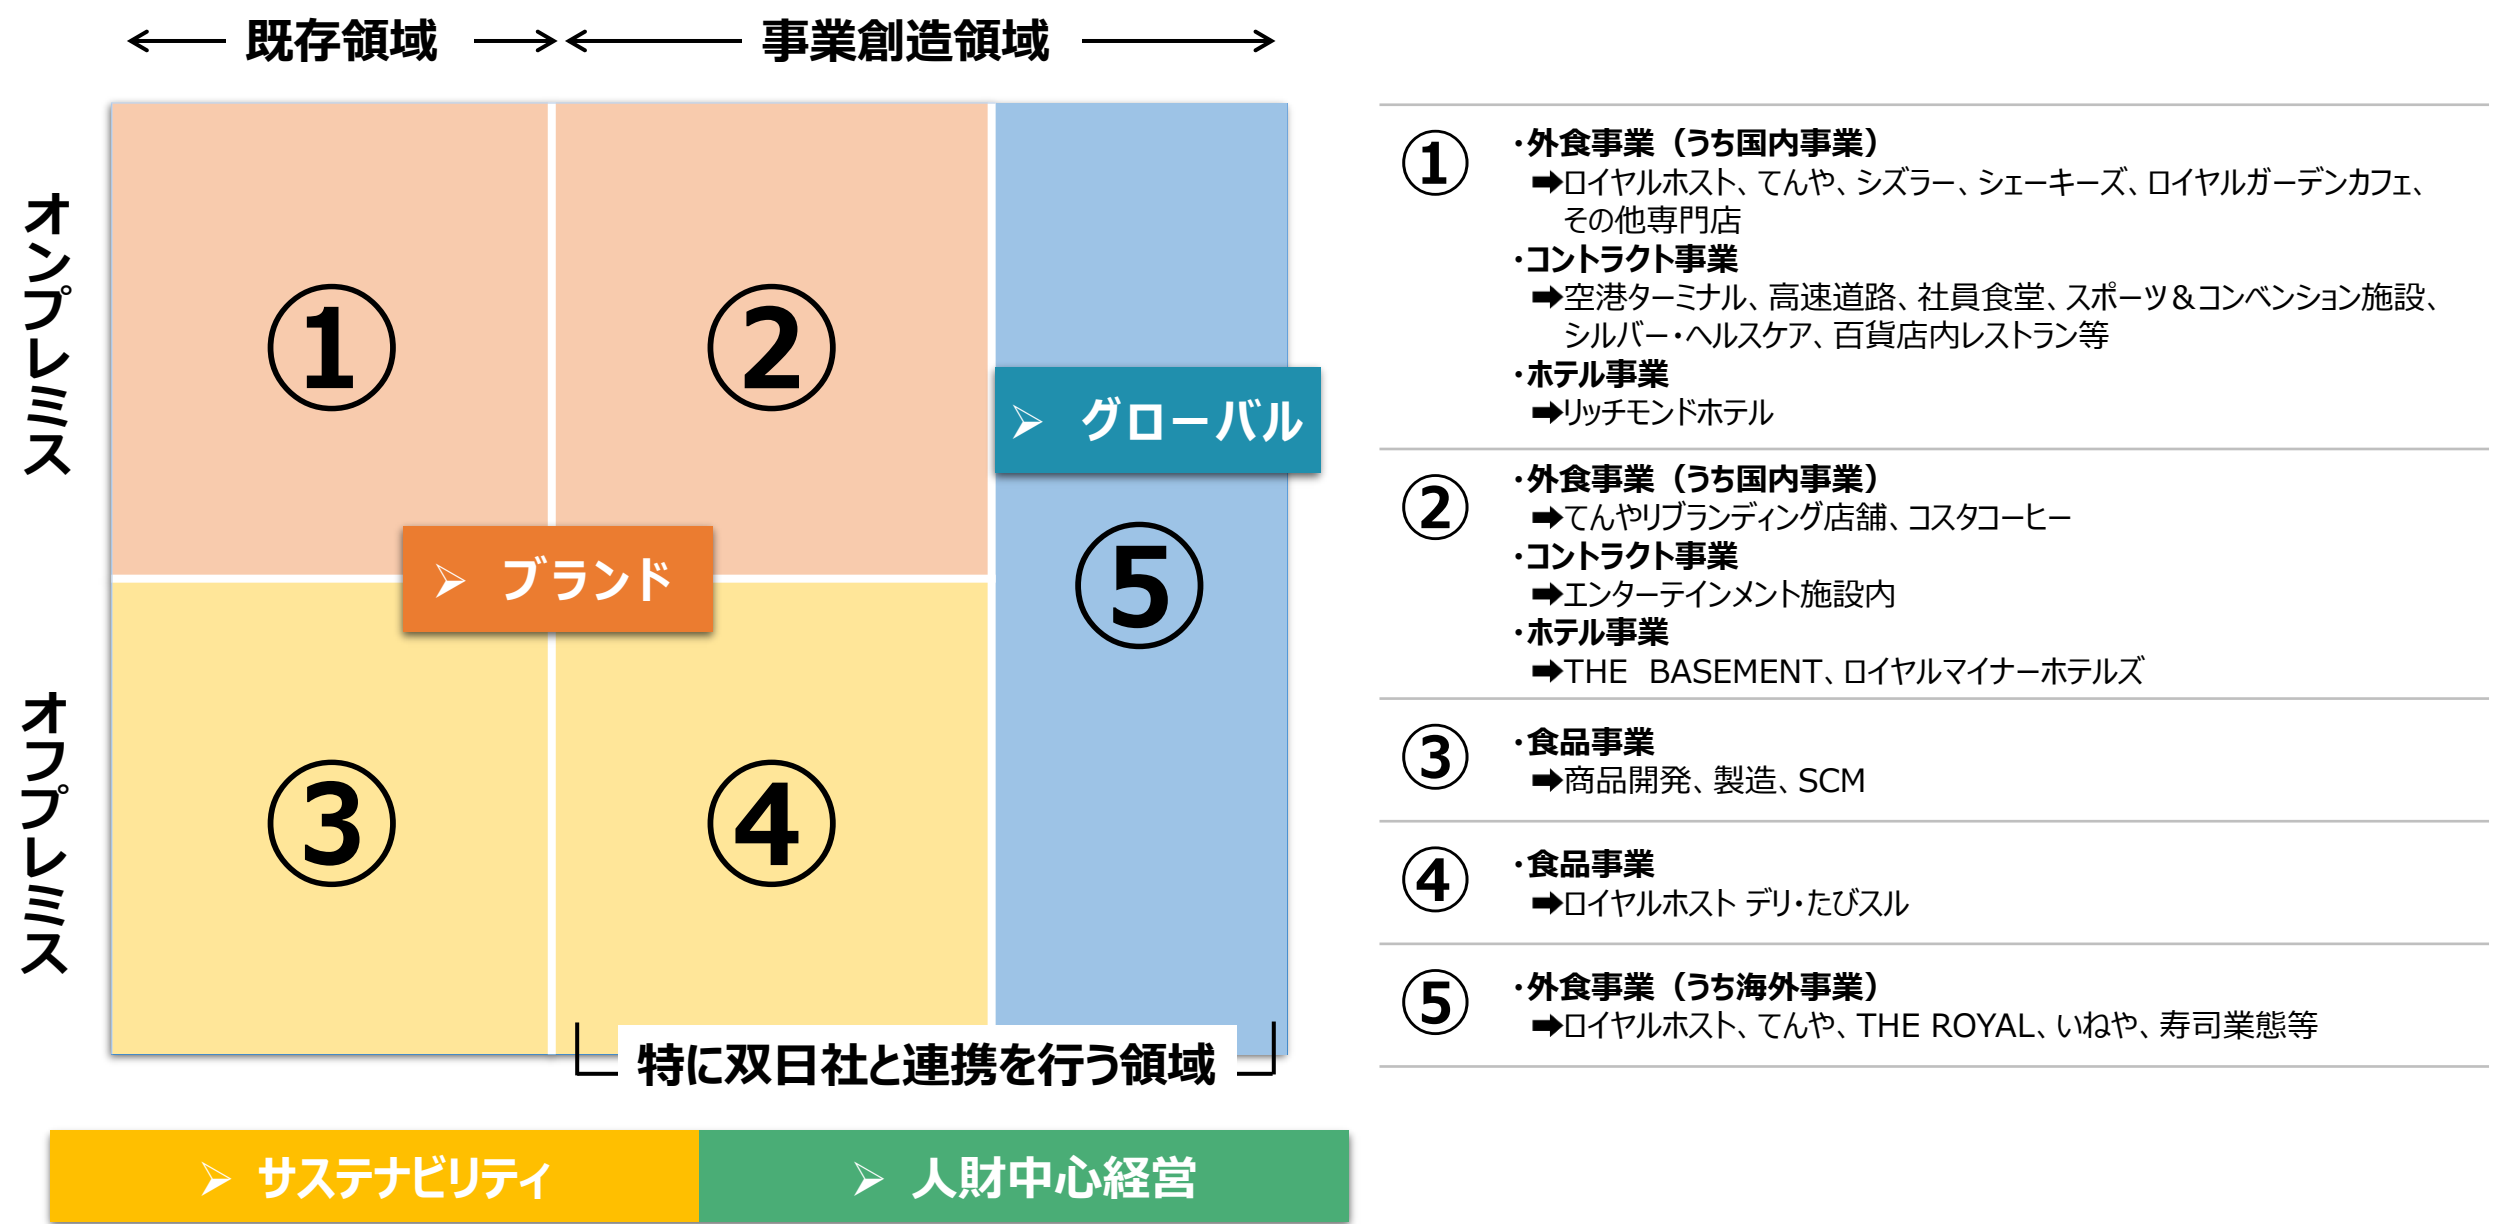 既存領域
事業創造領域
オンプレミス
オフプレミス
①
②
③
④
⑤
➢ グローバル
➢ ブランド
特に双日社と連携を行う領域
➢ サステナビリティ
➢ 人財中心経営
①
・外食事業（うち国内事業）
➡ロイヤルホスト、てんや、シズラー、シェーキーズ、ロイヤルガーデンカフェ、
その他専門店
・コントラクト事業
➡空港ターミナル、高速道路、社員食堂、スポーツ＆コンベンション施設、
シルバー・ヘルスケア、百貨店内レストラン等
・ホテル事業
➡リッチモンドホテル
②
・外食事業（うち国内事業）
➡てんやリブランディング店舗、コスタコーヒー
・コントラクト事業
➡エンターテインメント施設内
・ホテル事業
➡THE　BASEMENT、ロイヤルマイナーホテルズ
③
・食品事業
➡商品開発、製造、SCM
④
・食品事業
➡ロイヤルホスト デリ・たびスル
⑤
・外食事業（うち海外事業）
➡ロイヤルホスト、てんや、THE ROYAL、いねや、寿司業態等